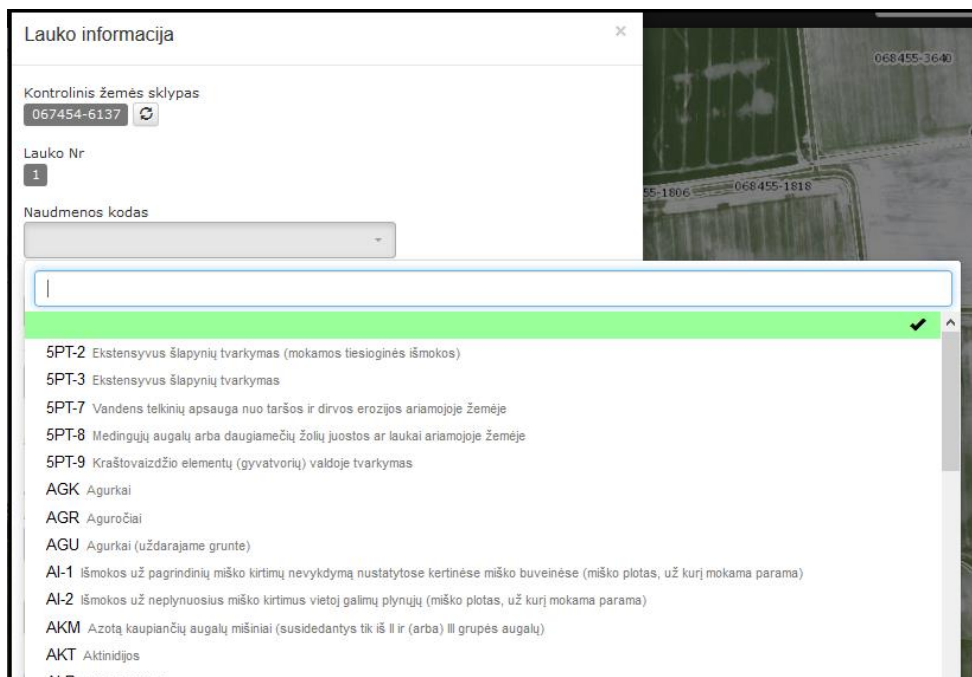 Lauko informacija
×
068455-3640
Kontrolinis žemės sklypas
067454-6137
Lauko Nr
1
55-1806
068455-1818
Naudmenos kodas
5PT-2 Ekstensyvus šlapynių tvarkymas (mokamos tiesioginės išmokos)
5PT-3 Ekstensyvus šlapynių tvarkymas
5PT-7 Vandens telkinių apsauga nuo taršos ir dirvos erozijos ariamojoje žemėje
5PT-8 Medingųjų augalų arba daugiamečių žolių juostos ar laukai ariamojoje žemėje
5PT-9 Kraštovaizdžio elementų (gyvatvorių) valdoje tvarkymas
AGK Agurkai
AGR Aguročiai
AGU Agurkai (uždarajame grunte)
AI-1 Išmokos už pagrindinių miško kirtimų nevykdymą nustatytose kertinėse miško buveinėse (miško plotas, už kurį mokama parama)
AI-2 Išmokos už neplynuosius miško kirtimus vietoj galimų plynųjų (miško plotas, už kurį mokama parama)
AKM Azotą kaupiančių augalų mišiniai (susidedantys tik iš II ir (arba) III grupės augalų)
AKT Aktinidijos